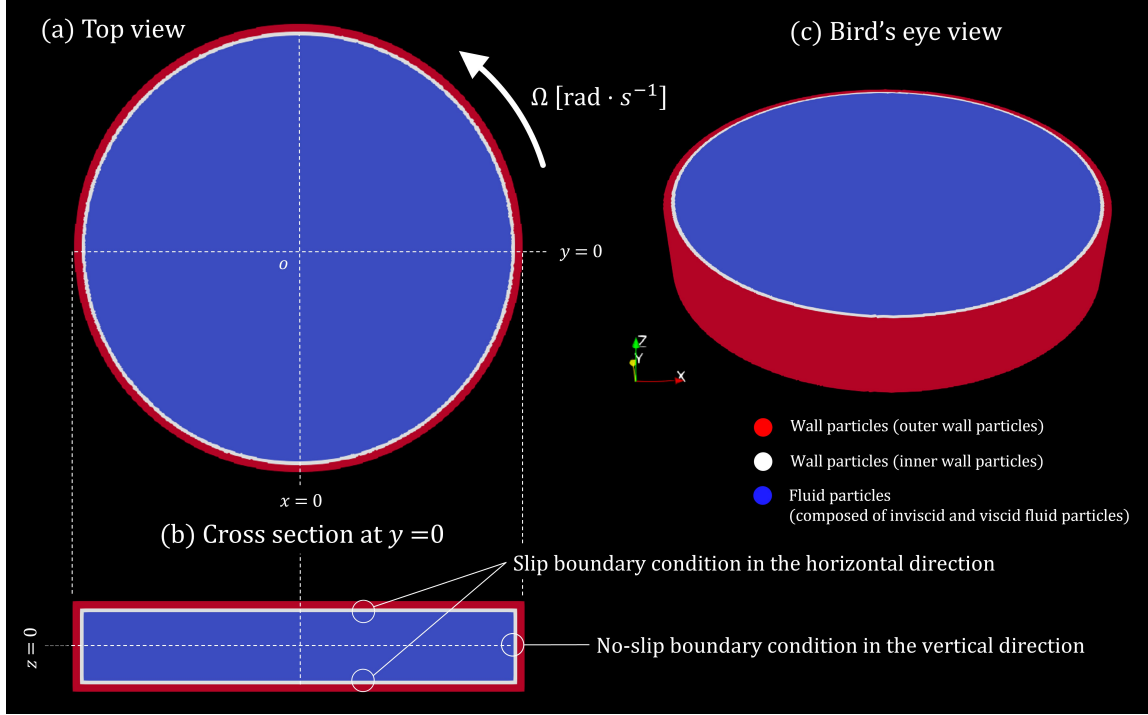 (a) Top view
(c) Bird's eye view
Ω [rad · s⁻¹]
y = 0
o
x = 0
Z
Y
X
Wall particles (outer wall particles)
Wall particles (inner wall particles)
Fluid particles
(composed of inviscid and viscid fluid particles)
(b) Cross section at y =0
Slip boundary condition in the horizontal direction
z = 0
No-slip boundary condition in the vertical direction